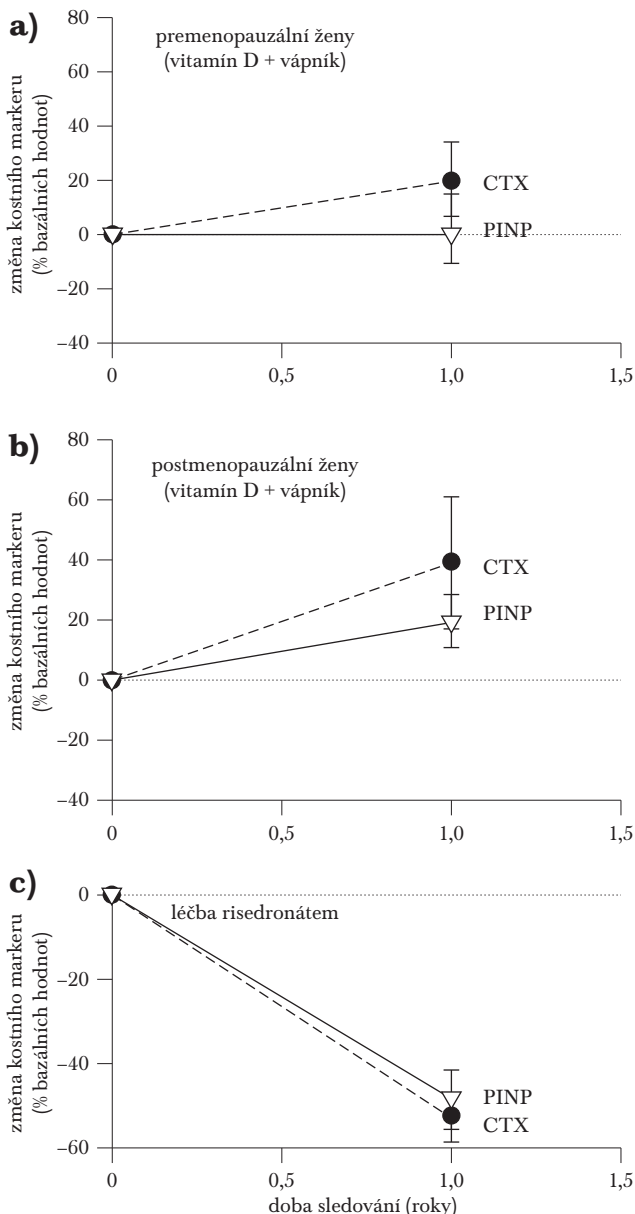 a)
změna kostního markeru
(% bazálních hodnot)
80
60
40
20
0
–20
–40
premenopauzální ženy
(vitamín D + vápník)
CTX
PINP
0
0,5
1,0
1,5
b)
změna kostního markeru
(% bazálních hodnot)
80
60
40
20
0
–20
–40
postmenopauzální ženy
(vitamín D + vápník)
CTX
PINP
0
0,5
1,0
1,5
c)
změna kostního markeru
(% bazálních hodnot)
0
–20
–40
–60
léčba risedronátem
PINP
CTX
0
0,5
1,0
1,5
doba sledování (roky)